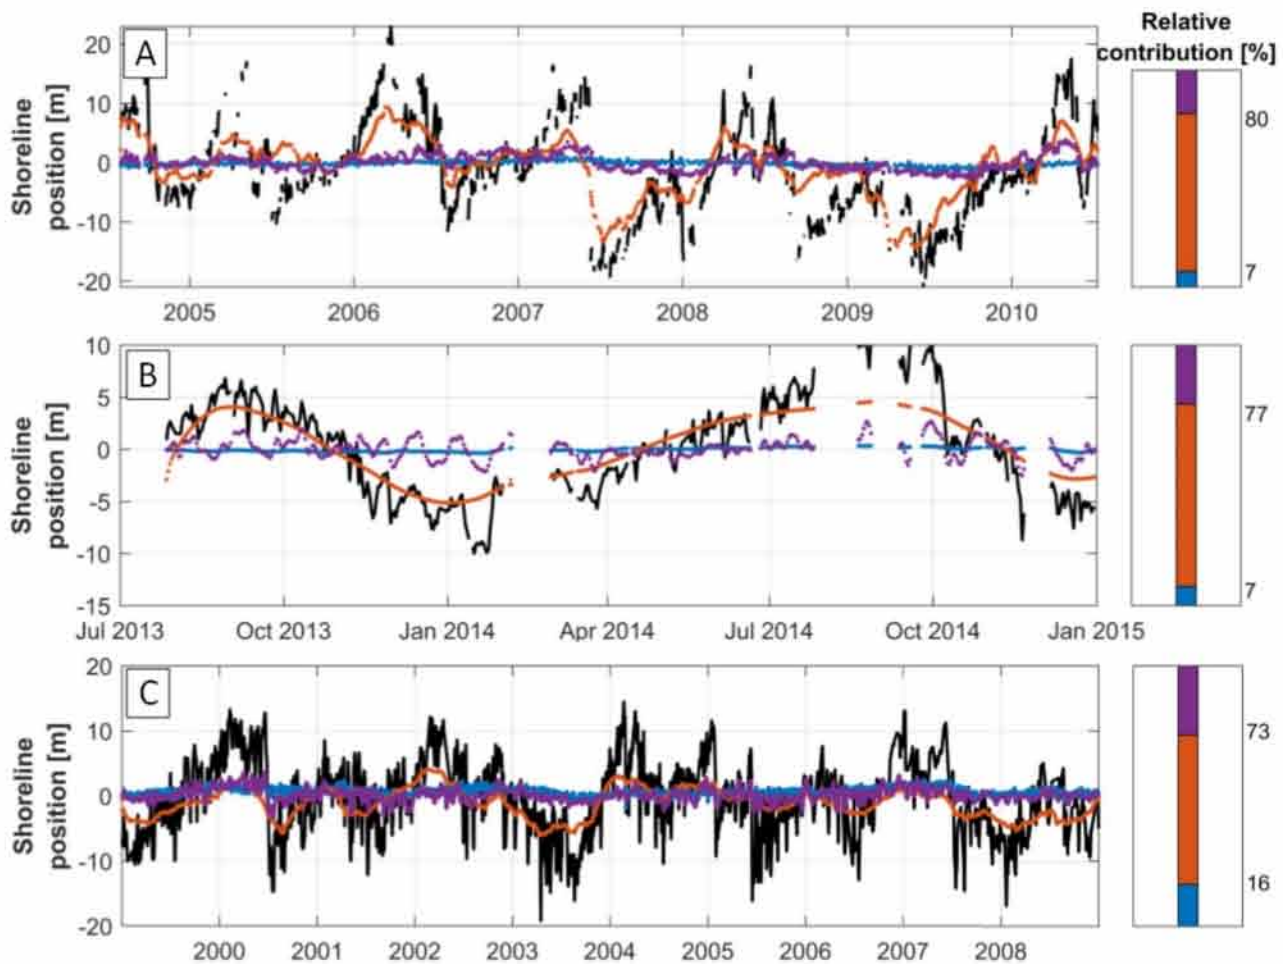 Relative
contribution [%]
A
Shoreline
position [m]
20
10
0
-10
-20
2005 2006 2007 2008 2009 2010
80
7
B
Shoreline
position [m]
10
5
0
-5
-10
-15
Jul 2013 Oct 2013 Jan 2014 Apr 2014 Jul 2014 Oct 2014 Jan 2015
77
7
C
Shoreline
position [m]
20
10
0
-10
-20
2000 2001 2002 2003 2004 2005 2006 2007 2008
73
16